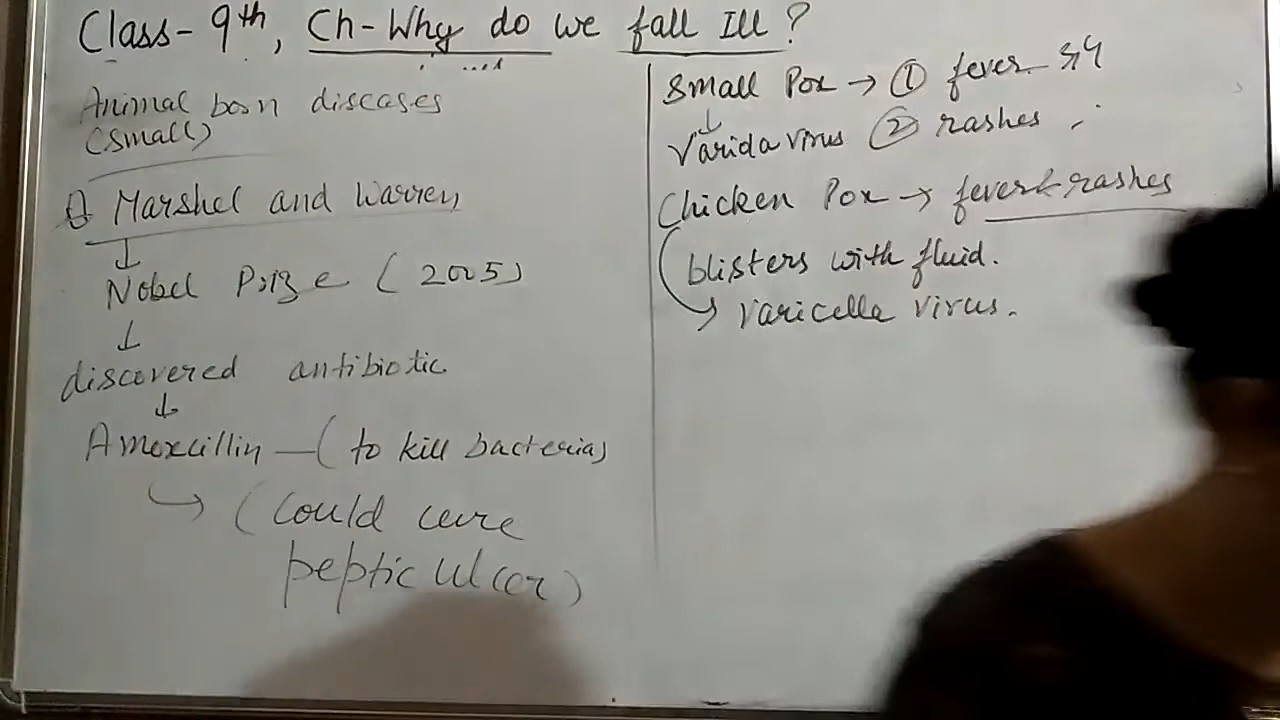 Class-9th, Ch-Why do we fall Ill?
Animal born discases
(small)
Marshel and Warren
↓
Nobel Prize (2005)
↓
discovered antibiotic
↓
Amoxcillin — (to kill bacteria)
↳ (Could cure
peptic Ulcer)
Small Pox → ① fever
↓
Varida virus ② rashes
Chicken Pox → fever & rashes
blisters with fluid.
→ varicella virus.